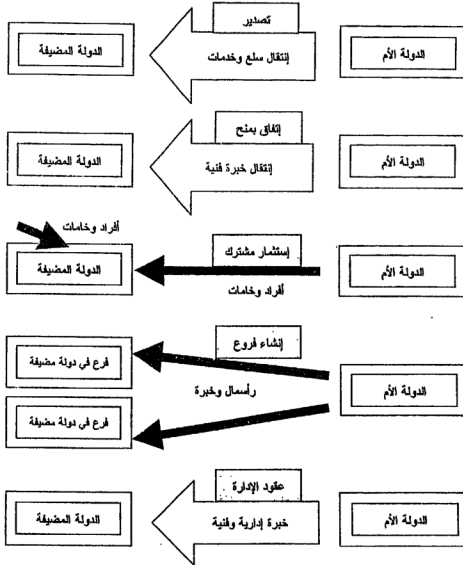 تصدير
الدولة الأم
إنتقال سلع وخدمات
الدولة المضيفة
إتفاق بمنح
الدولة الأم
إنتقال خبرة فنية
الدولة المضيفة
أفراد وخامات
إستثمار مشترك
الدولة الأم
الدولة المضيفة
أفراد وخامات
إنشاء فروع
فرع في دولة مضيفة
الدولة الأم
رأسمال وخبرة
فرع في دولة مضيفة
عقود الإدارة
الدولة الأم
خبرة إدارية وفنية
الدولة المضيفة